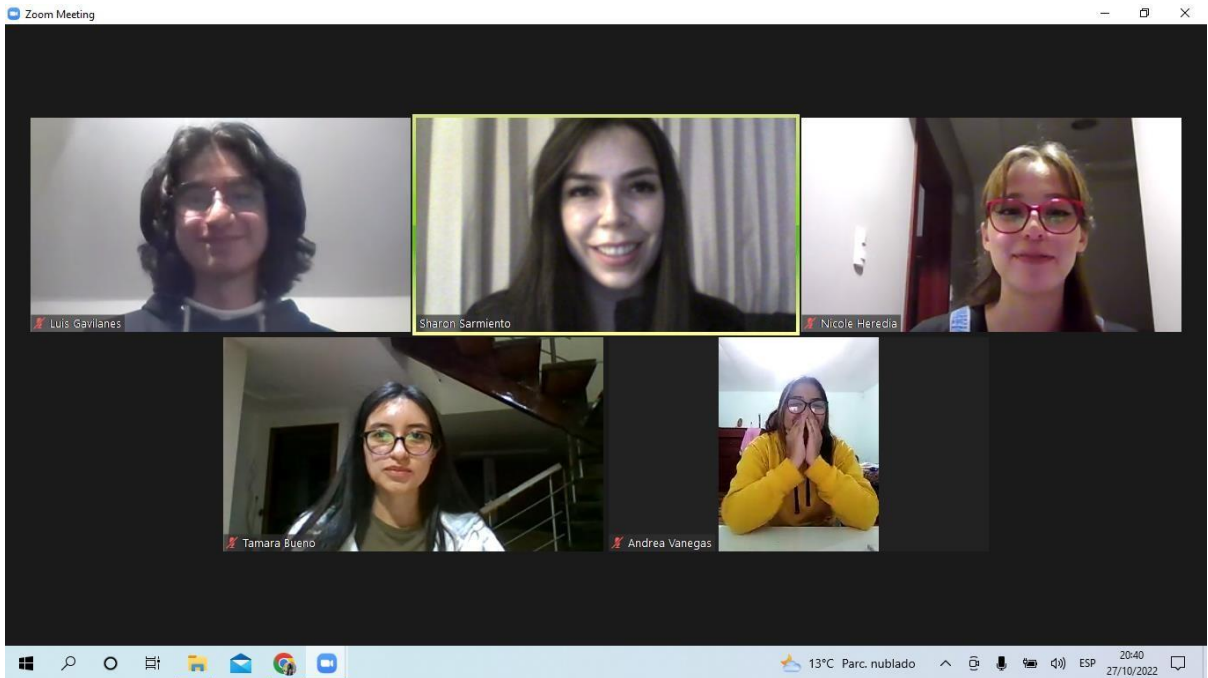 Zoom Meeting
Luis Gavilanes
Sharon Sarmiento
Nicole Heredia
Tamara Bueno
Andrea Vanegas
13°C Parc. nublado
ESP
20:40
27/10/2022